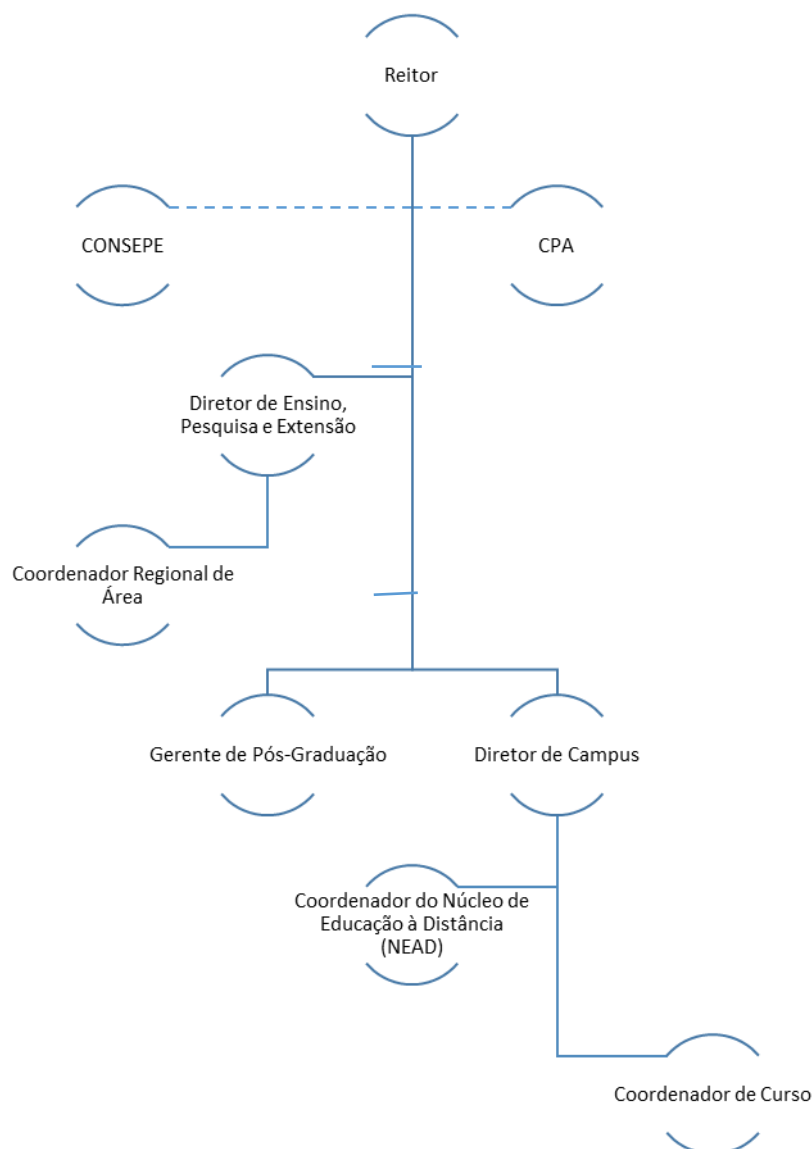 Reitor
CONSEPE
CPA
Diretor de Ensino,
Pesquisa e Extensão
Coordenador Regional de
Área
Gerente de Pós-Graduação
Diretor de Campus
Coordenador do Núcleo de
Educação à Distância
(NEAD)
Coordenador de Curso